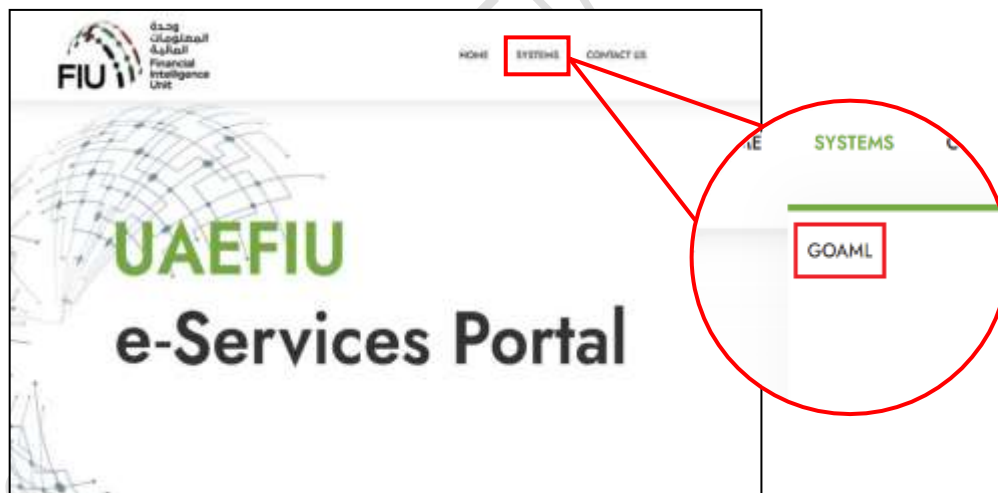 وحدة
المعلومات
المالية
Financial
Intelligence
Unit
FIU
HOME SYSTEMS CONTACT US
UAEFIU
e-Services Portal
SYSTEMS
GOAML